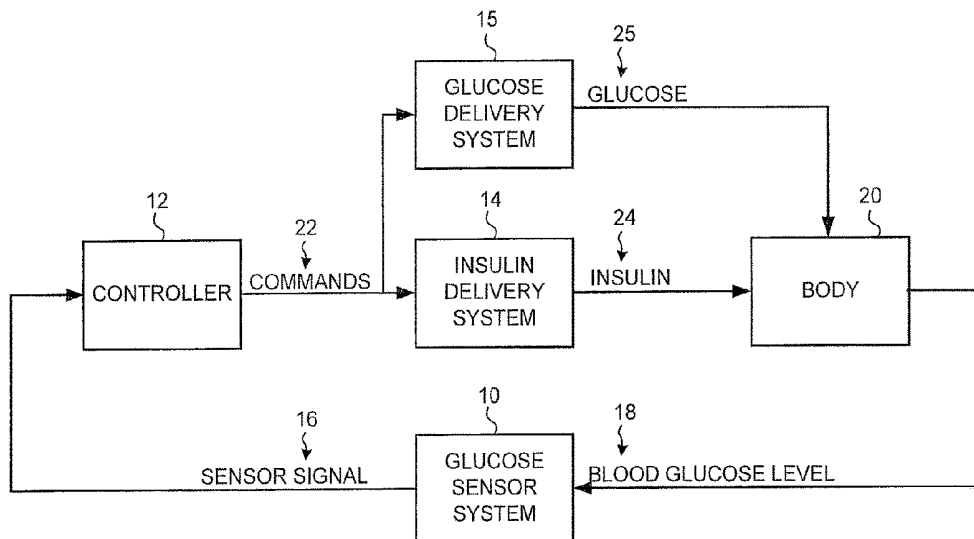 15
GLUCOSE
DELIVERY
SYSTEM
25
GLUCOSE
12
CONTROLLER
22
COMMANDS
14
INSULIN
DELIVERY
SYSTEM
24
INSULIN
20
BODY
16
SENSOR SIGNAL
10
GLUCOSE
SENSOR
SYSTEM
18
BLOOD GLUCOSE LEVEL